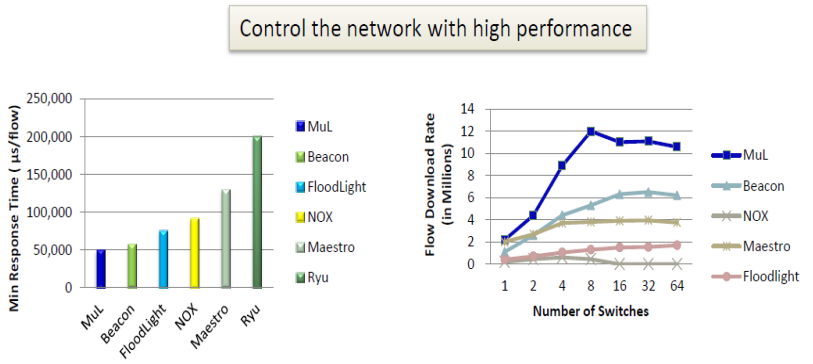 Control the network with high performance
Min Response Time ( µs/flow)
250,000
200,000
150,000
100,000
50,000
0
MuL
Beacon
FloodLight
NOX
Maestro
Ryu
MuL
Beacon
FloodLight
NOX
Maestro
Ryu
Flow Download Rate
(in Millions)
14
12
10
8
6
4
2
0
1 2 4 8 16 32 64
Number of Switches
MuL
Beacon
NOX
Maestro
Floodlight